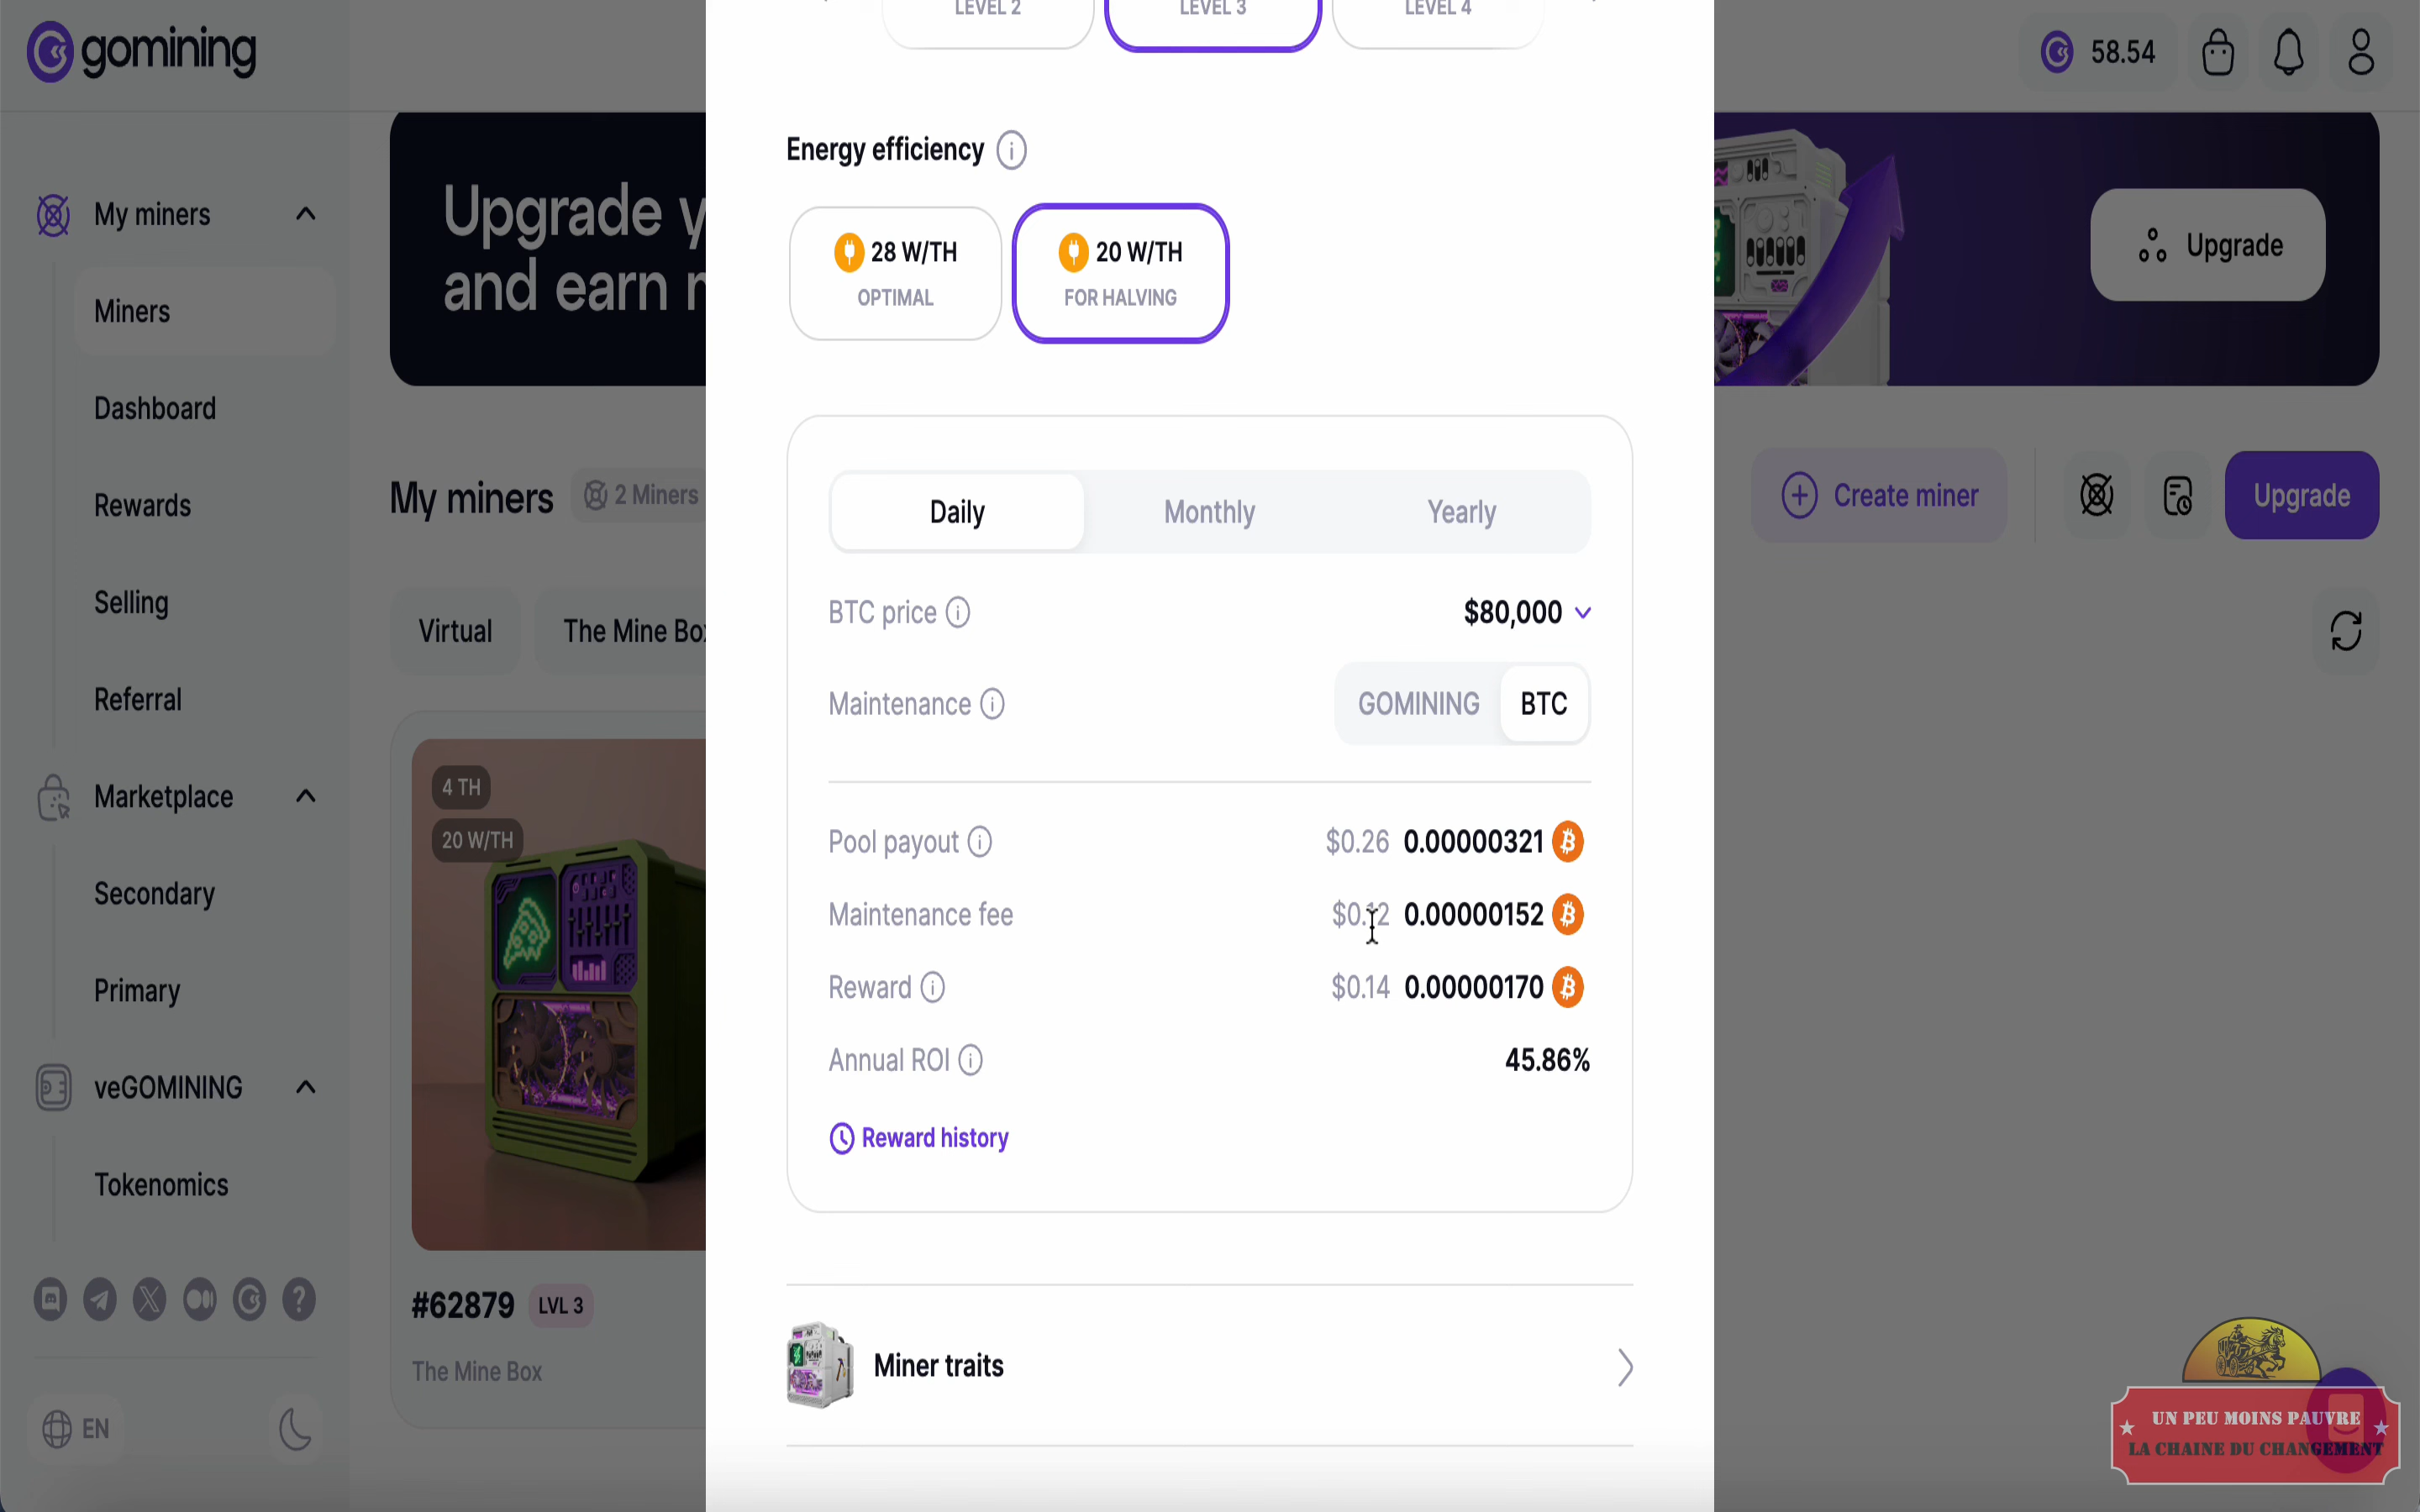 gomining
LEVEL 2
LEVEL 3
LEVEL 4
58.54
Energy efficiency
My miners
Miners
Dashboard
Rewards
Selling
Referral
Marketplace
Secondary
Primary
veGOMINING
Tokenomics
EN
Upgrade
and earn
Upgrade
My miners
2 Miners
Create miner
Upgrade
Virtual
The Mine Bo
4 TH
20 W/TH
#62879
LVL 3
The Mine Box
28 W/TH
OPTIMAL
20 W/TH
FOR HALVING
Daily
Monthly
Yearly
BTC price
$80,000
Maintenance
GOMINING
BTC
Pool payout
$0.26 0.00000321
Maintenance fee
$0.12 0.00000152
Reward
$0.14 0.00000170
Annual ROI
45.86%
Reward history
Miner traits
UN PEU MOINS PAUVRE
LA CHAINE DU CHANGEMENT